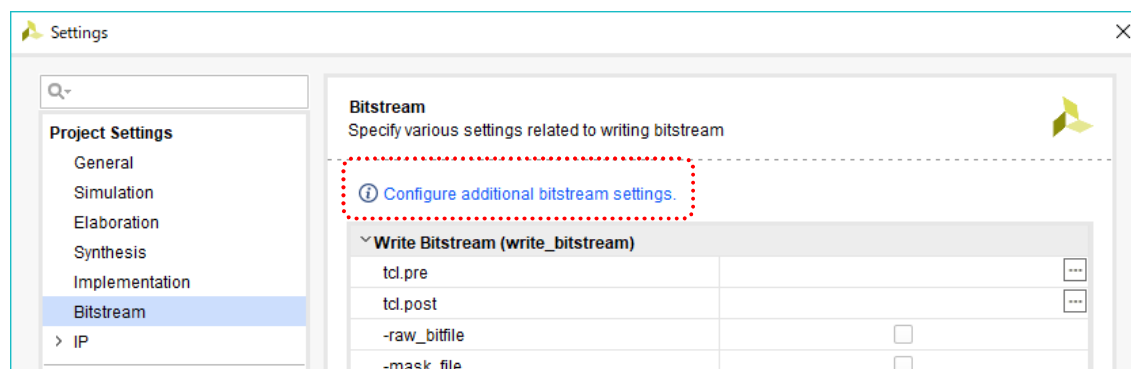 Settings
Project Settings
General
Simulation
Elaboration
Synthesis
Implementation
Bitstream
IP
Bitstream
Specify various settings related to writing bitstream
Configure additional bitstream settings.
Write Bitstream (write_bitstream)
tcl.pre
tcl.post
-raw_bitfile
-mask_file